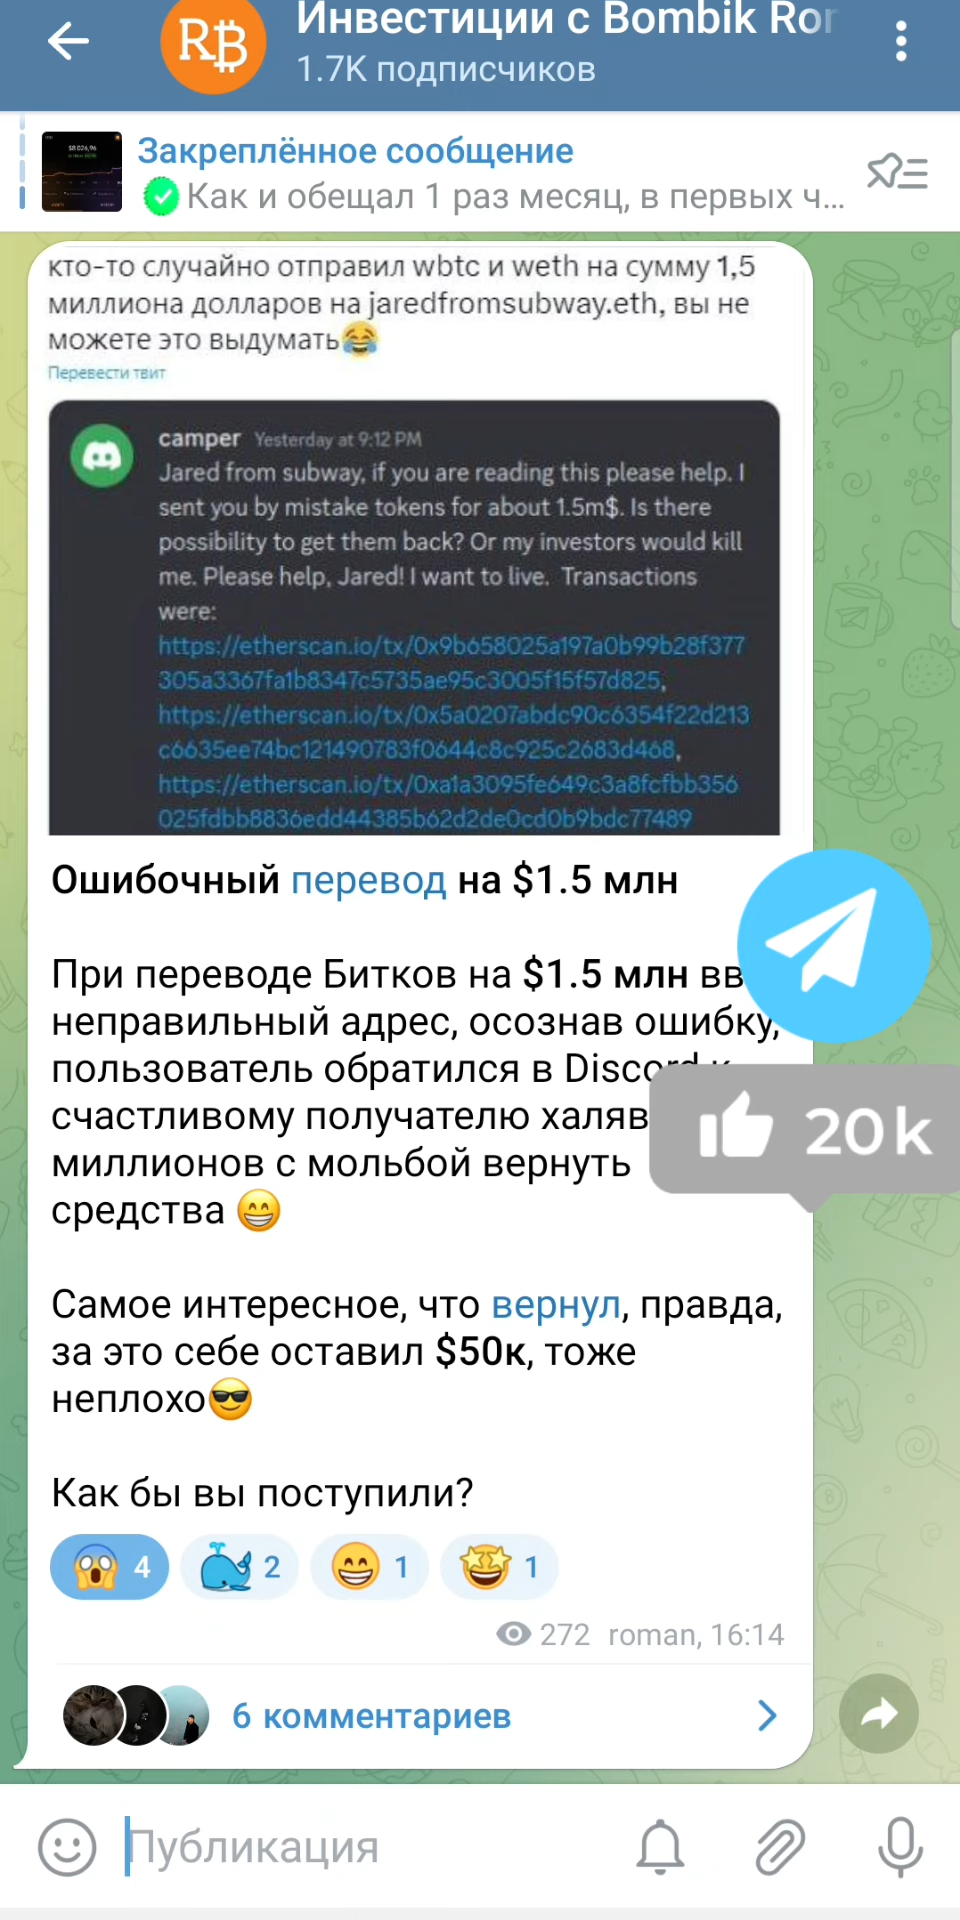 Инвестиции с Bombik
1.7K подписчиков
Закреплённое сообщение
Как и обещал 1 раз месяц, в первых ч...
кто-то случайно отправил wbtc и weth на сумму 1,5
миллиона долларов на jaredfromsubway.eth, вы не
можете это выдумать😂
Перевести твит
camper Yesterday at 9:12 PM
Jared from subway, if you are reading this please help. I
sent you by mistake tokens for about 1.5m$. Is there
possibility to get them back? Or my investors would kill
me. Please help, Jared! I want to live. Transactions
were:
https://etherscan.io/tx/0x9b658025a197a0b99b28f377
305a3367fa1b8347c5735ae95c3005f15f57d825,
https://etherscan.io/tx/0x5a0207abdc90c6354f22d213
c6635ee74bc121490783f0644c8c925c2683d468,
https://etherscan.io/tx/0xa1a3095fe649c3a8fcfbb356
025fdbb8836edd44385b62d2de0cd0b9bdc77489
Ошибочный перевод на $1.5 млн
При переводе Битков на $1.5 млн
неправильный адрес, осознав ошибку,
пользователь обратился в Discord
счастливому получателю
миллионов с мольбой вернуть
средства 😁
20k
Самое интересное, что вернул, правда,
за это себе оставил $50к, тоже
неплохо😎
Как бы вы поступили?
4 2 1 1
272 roman, 16:14
6 комментариев
Публикация